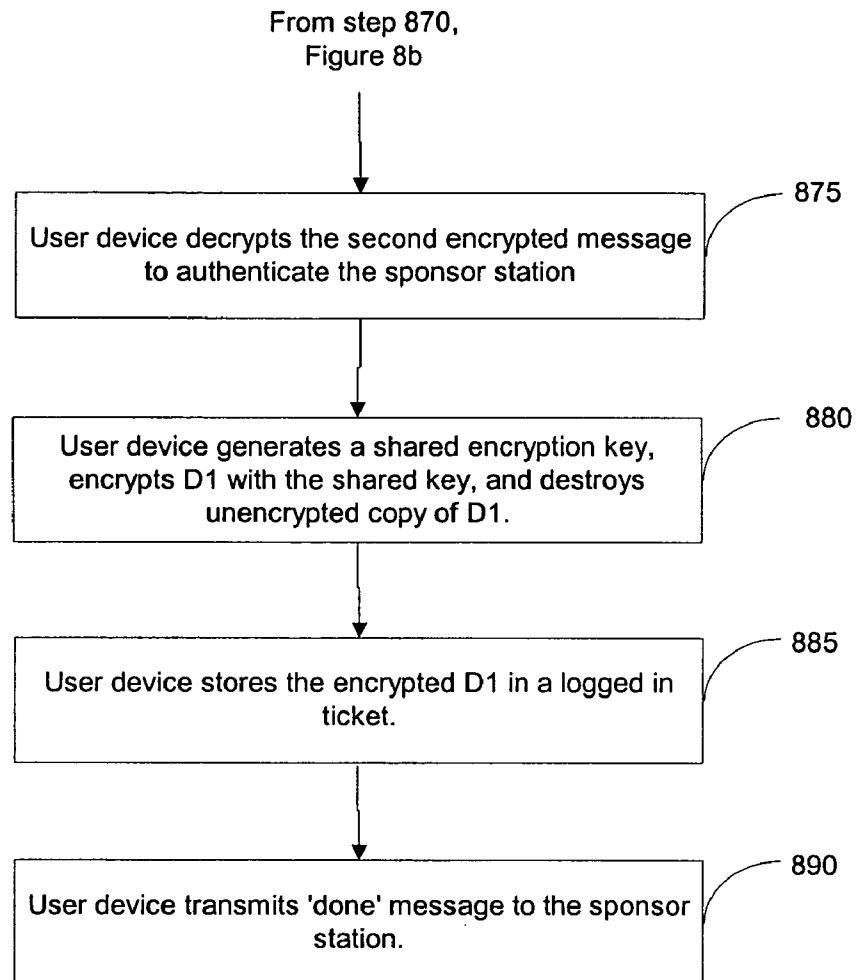 From step 870,
Figure 8b
875
User device decrypts the second encrypted message
to authenticate the sponsor station
880
User device generates a shared encryption key,
encrypts D1 with the shared key, and destroys
unencrypted copy of D1.
885
User device stores the encrypted D1 in a logged in
ticket.
890
User device transmits 'done' message to the sponsor
station.